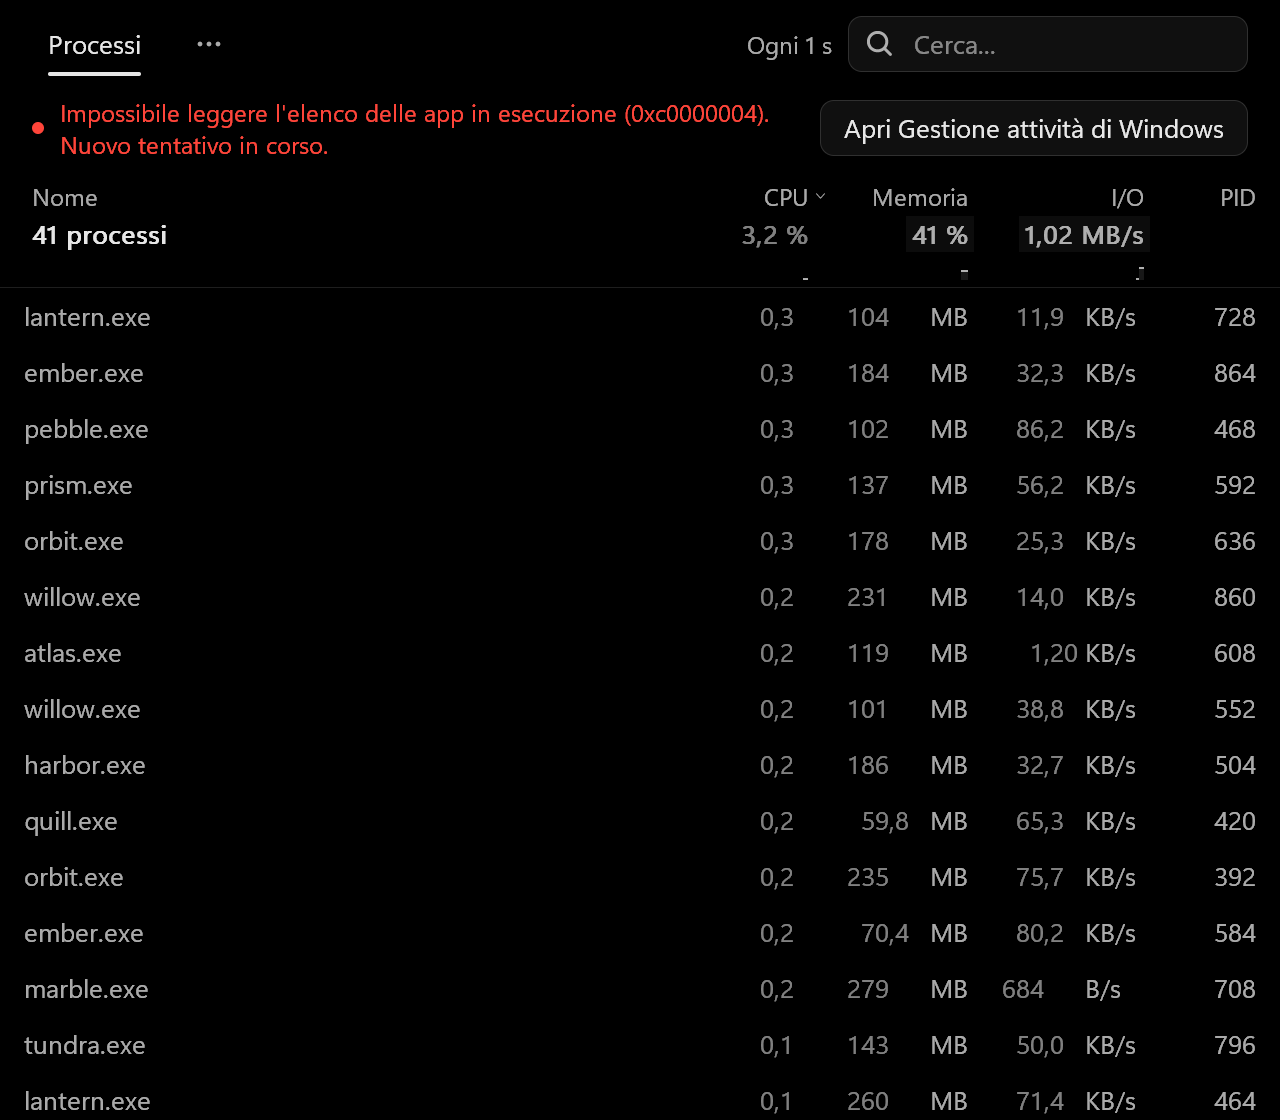 Processi ...
Ogni 1 s
Cerca...
Impossibile leggere l'elenco delle app in esecuzione (0xc0000004).
Nuovo tentativo in corso.
Apri Gestione attività di Windows
Nome CPU Memoria I/O PID
41 processi 3,2 % 41 % 1,02 MB/s
lantern.exe 0,3 104 MB 11,9 KB/s 728
ember.exe 0,3 184 MB 32,3 KB/s 864
pebble.exe 0,3 102 MB 86,2 KB/s 468
prism.exe 0,3 137 MB 56,2 KB/s 592
orbit.exe 0,3 178 MB 25,3 KB/s 636
willow.exe 0,2 231 MB 14,0 KB/s 860
atlas.exe 0,2 119 MB 1,20 KB/s 608
willow.exe 0,2 101 MB 38,8 KB/s 552
harbor.exe 0,2 186 MB 32,7 KB/s 504
quill.exe 0,2 59,8 MB 65,3 KB/s 420
orbit.exe 0,2 235 MB 75,7 KB/s 392
ember.exe 0,2 70,4 MB 80,2 KB/s 584
marble.exe 0,2 279 MB 684 B/s 708
tundra.exe 0,1 143 MB 50,0 KB/s 796
lantern.exe 0,1 260 MB 71,4 KB/s 464